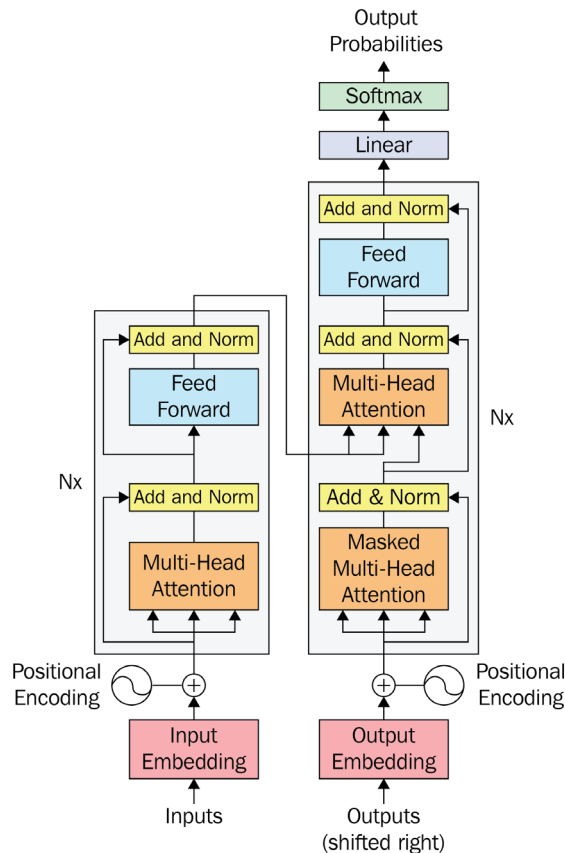 Output
Probabilities
Softmax
Linear
Add and Norm
Feed
Forward
Add and Norm
Multi-Head
Attention
Nx
Add & Norm
Masked
Multi-Head
Attention
Add and Norm
Feed
Forward
Nx
Add and Norm
Multi-Head
Attention
Positional
Encoding
Positional
Encoding
Input
Embedding
Output
Embedding
Inputs
Outputs
(shifted right)